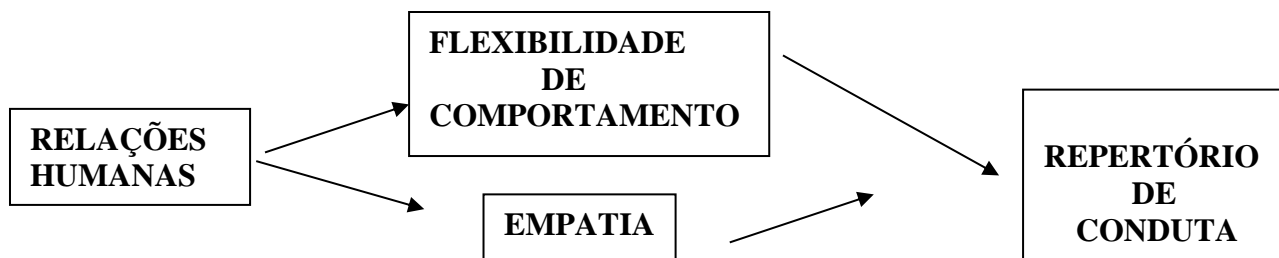 RELAÇÕES
HUMANAS
FLEXIBILIDADE
DE
COMPORTAMENTO
EMPATIA
REPERTÓRIO
DE
CONDUTA